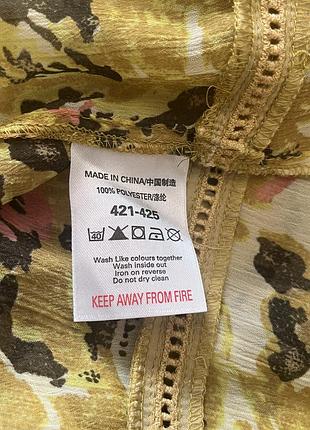 MADE IN CHINA/中国制造
100% POLYESTER/涤纶
421-425
40
Wash Like colours together
Wash inside out
Iron on reverse
Do not dry clean
KEEP AWAY FROM FIRE